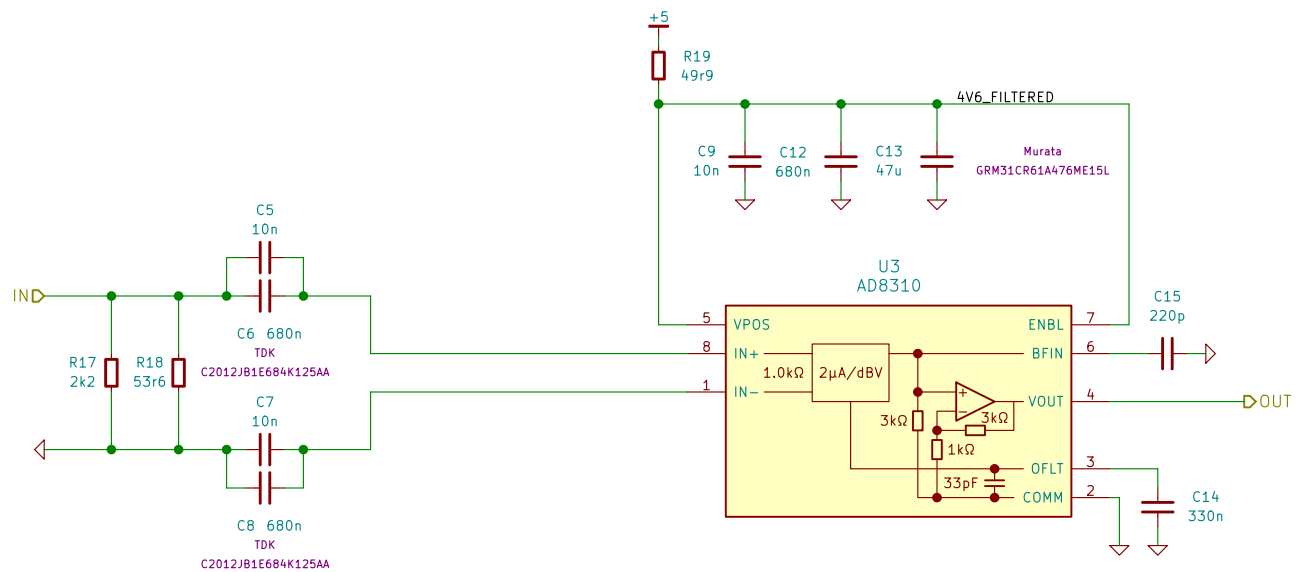 +5
R19
49r9
4V6_FILTERED
C9
10n
C12
680n
C13
47u
Murata
GRM31CR61A476ME15L
C5
10n
IN
C6 680n
TDK
C2012JB1E684K125AA
R17
2k2
R18
53r6
C7
10n
C8 680n
TDK
C2012JB1E684K125AA
U3
AD8310
5
VPOS
8
IN+
1
IN-
1.0kΩ
2µA/dBV
3kΩ
+
−
3kΩ
1kΩ
33pF
ENBL
7
BFIN
6
VOUT
4
OFLT
3
COMM
2
C15
220p
OUT
C14
330n